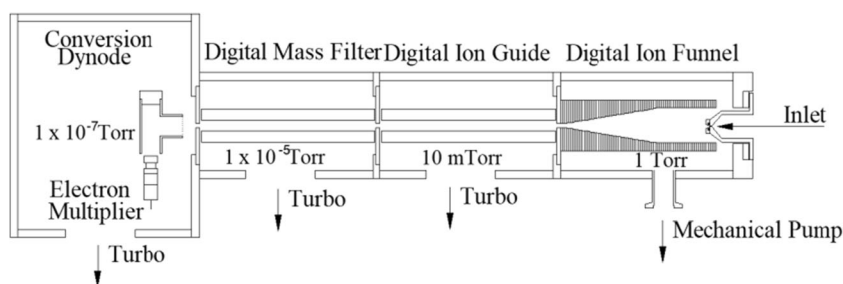 Conversion
Dynode
Digital Mass Filter
Digital Ion Guide
Digital Ion Funnel
Inlet
1 x 10-7Torr
1 x 10-5Torr
10 mTorr
1 Torr
Electron
Multiplier
Turbo
Turbo
Turbo
Mechanical Pump